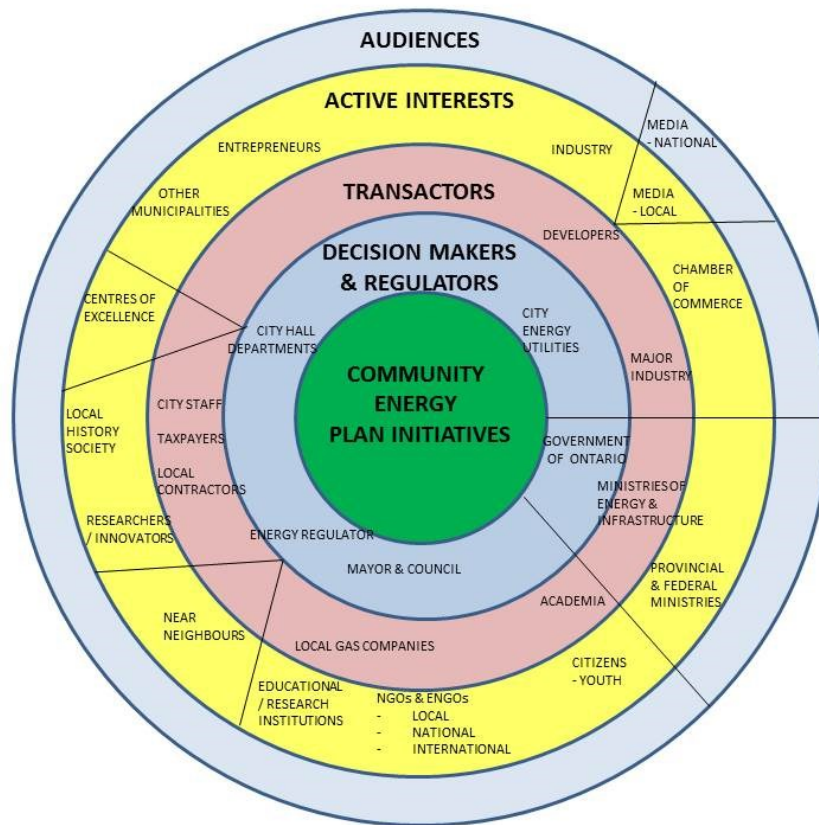 AUDIENCES
ACTIVE INTERESTS
ENTREPRENEURS
INDUSTRY
MEDIA
- NATIONAL
OTHER
MUNICIPALITIES
TRANSACTORS
MEDIA
- LOCAL
DEVELOPERS
DECISION MAKERS
& REGULATORS
CENTRES OF
EXCELLENCE
CHAMBER
OF
COMMERCE
CITY HALL
DEPARTMENTS
CITY
ENERGY
UTILITIES
COMMUNITY
ENERGY
PLAN INITIATIVES
MAJOR
INDUSTRY
CITY STAFF
TAXPAYERS
LOCAL
CONTRACTORS
LOCAL
HISTORY
SOCIETY
GOVERNMENT
OF ONTARIO
MINISTRIES OF
ENERGY &
INFRASTRUCTURE
RESEARCHERS
/ INNOVATORS
ENERGY REGULATOR
MAYOR & COUNCIL
PROVINCIAL
& FEDERAL
MINISTRIES
ACADEMIA
NEAR
NEIGHBOURS
LOCAL GAS COMPANIES
CITIZENS
- YOUTH
EDUCATIONAL
/ RESEARCH
INSTITUTIONS
NGOs & ENGOs
- LOCAL
- NATIONAL
- INTERNATIONAL